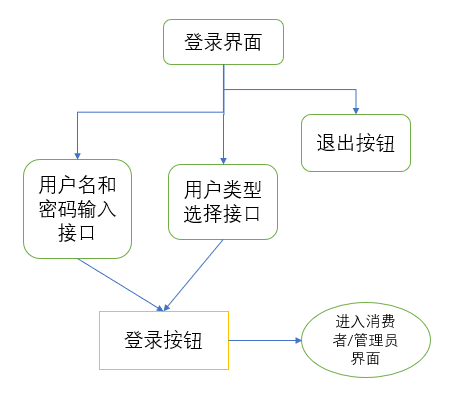 登录界面
退出按钮
用户名和
密码输入
接口
用户类型
选择接口
登录按钮
进入消费
者/管理员
界面